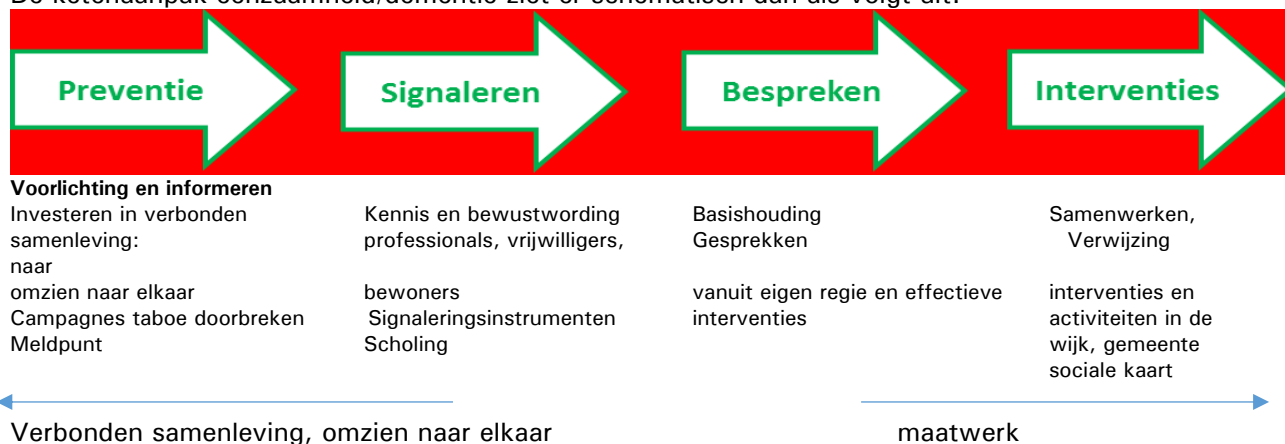 De ketenaanpak eenzaamheid/dementie ziet er schematisch dan als volgt uit:
Preventie
Signaleren
Bespreken
Interventies
Voorlichting en informeren
Investeren in verbonden
samenleving:
naar
omzien naar elkaar
Campagnes taboe doorbreken
Meldpunt
Kennis en bewustwording
professionals, vrijwilligers,
bewoners
Signaleringsinstrumenten
Scholing
Basishouding
Gesprekken
vanuit eigen regie en effectieve
interventies
Samenwerken,
Verwijzing
interventies en
activiteiten in de
wijk, gemeente
sociale kaart
Verbonden samenleving, omzien naar elkaar
maatwerk